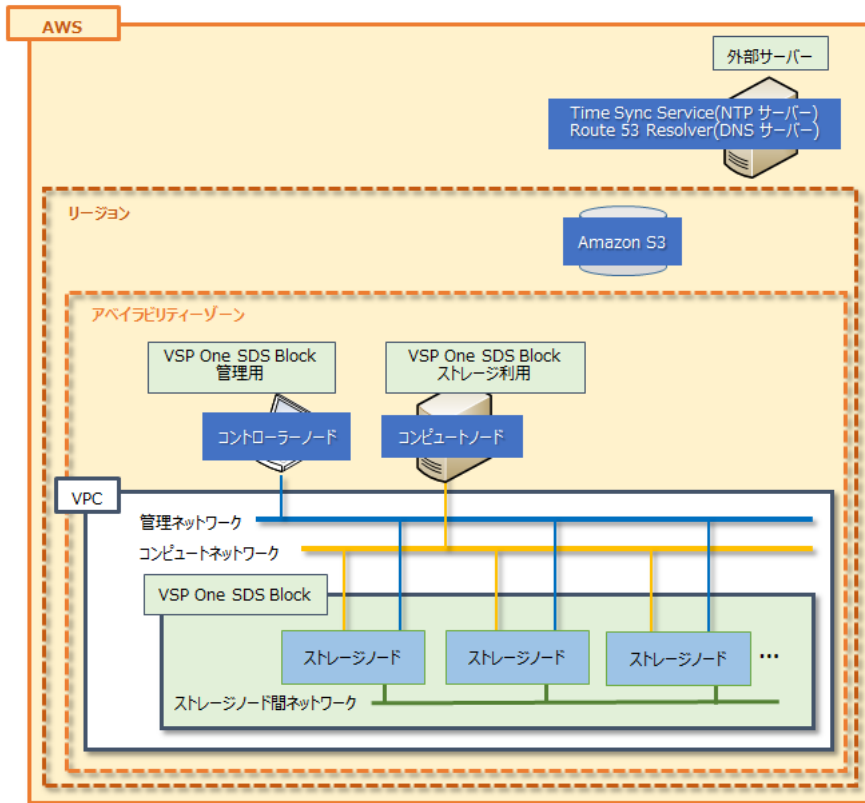 AWS
外部サーバー
Time Sync Service(NTP サーバー)
Route 53 Resolver(DNS サーバー)
リージョン
Amazon S3
アベイラビリティーゾーン
VSP One SDS Block
管理用
VSP One SDS Block
ストレージ利用
コントローラーノード
コンピュートノード
VPC
管理ネットワーク
コンピュートネットワーク
VSP One SDS Block
ストレージノード
ストレージノード
ストレージノード
…
ストレージノード間ネットワーク